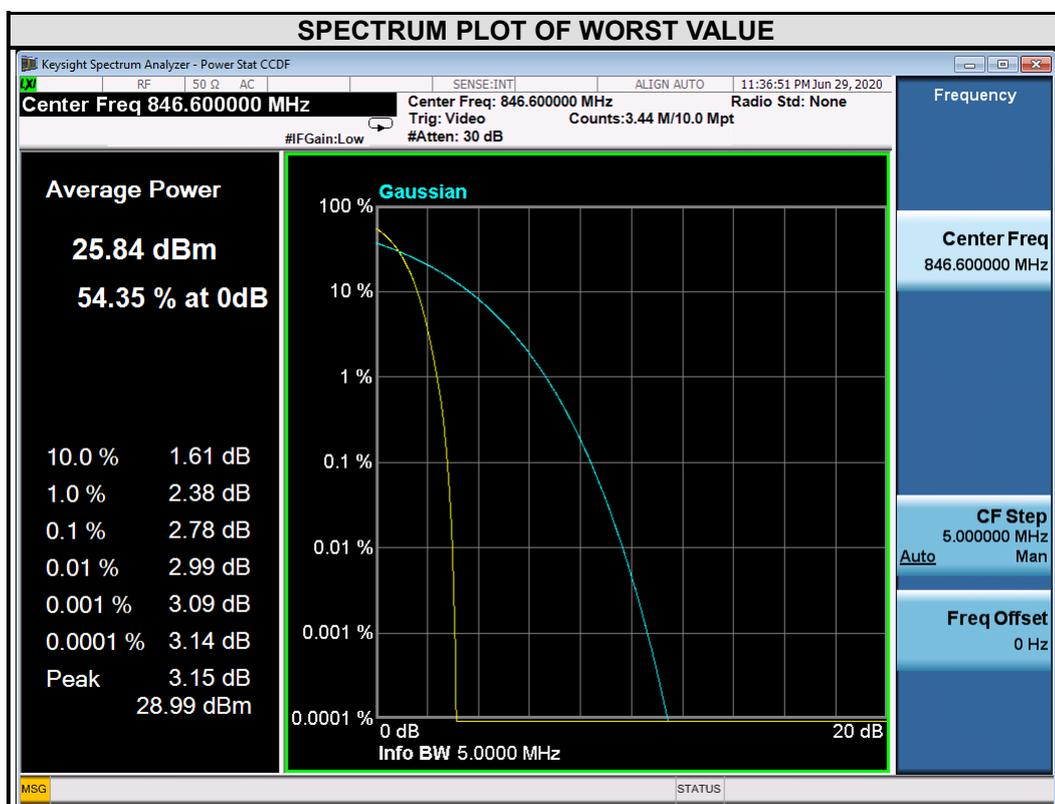 SPECTRUM PLOT OF WORST VALUE
Keysight Spectrum Analyzer - Power Stat CCDF
LXI RF 50 Ω AC SENSE:INT ALIGN AUTO 11:36:51 PM Jun 29, 2020
Center Freq 846.600000 MHz
#IFGain:Low
Center Freq: 846.600000 MHz
Trig: Video
Counts:3.44 M/10.0 Mpt
#Atten: 30 dB
Radio Std: None
Average Power
25.84 dBm
54.35 % at 0dB
10.0 % 1.61 dB
1.0 % 2.38 dB
0.1 % 2.78 dB
0.01 % 2.99 dB
0.001 % 3.09 dB
0.0001 % 3.14 dB
Peak 3.15 dB
28.99 dBm
Gaussian
100 %
10 %
1 %
0.1 %
0.01 %
0.001 %
0.0001 %
0 dB 20 dB
Info BW 5.0000 MHz
Frequency
Center Freq
846.600000 MHz
CF Step
5.000000 MHz
Auto Man
Freq Offset
0 Hz
MSG STATUS